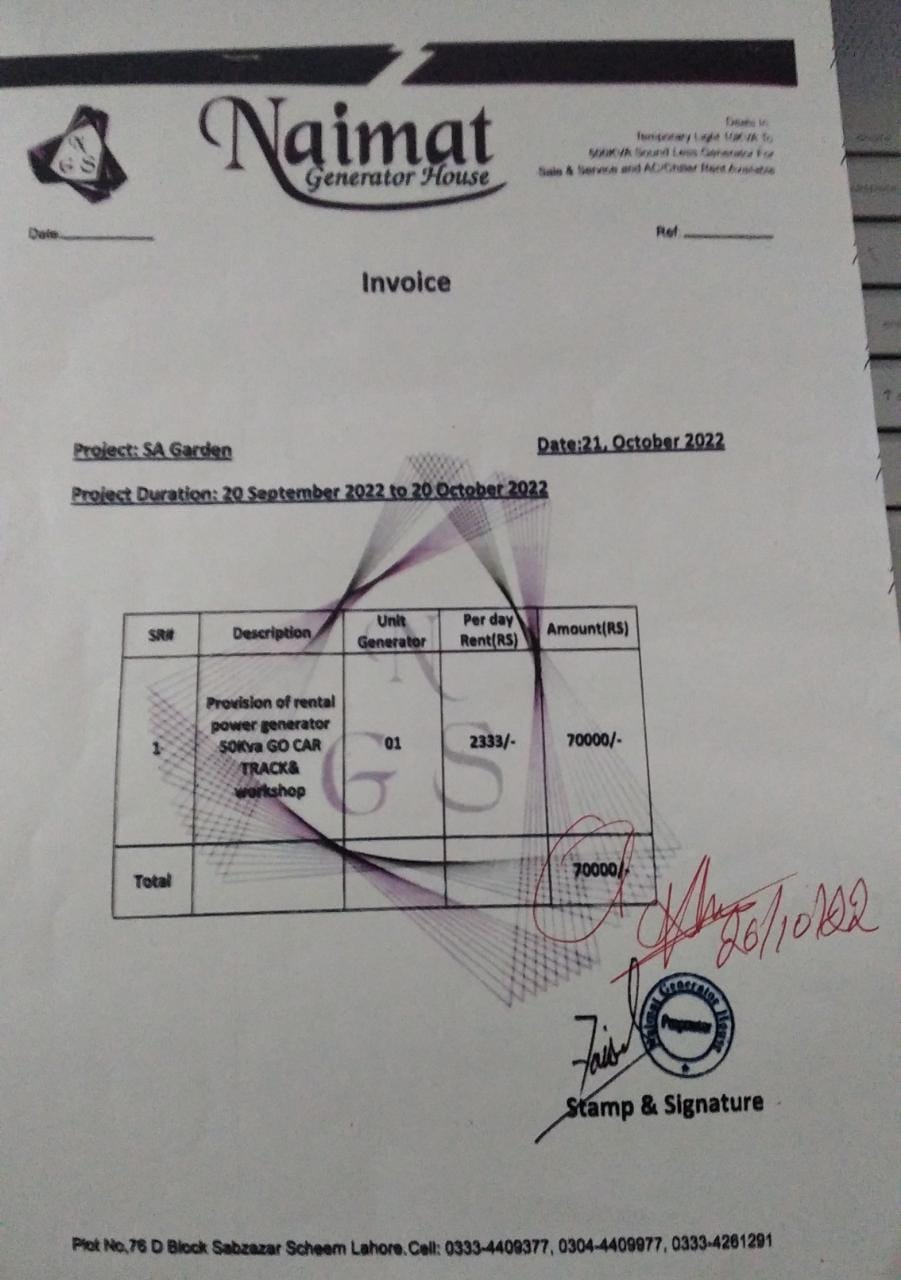 N
G S
Naimat
Generator House
Deals In:
Temporary Light 10KVA To
500KVA Sound Less Generator For
Sale & Service and AC/Chiller Rent Available
Date
Ref
Invoice
Project: SA Garden
Date:21, October 2022
Project Duration: 20 September 2022 to 20 October 2022
SR# Description Unit Generator Per day Rent(RS) Amount(RS)
1 Provision of rental power generator 50Kva GO CAR TRACK& workshop 01 2333/- 70000/-
Total 70000/-
N
G S
26/10/22
Faisal
Naimat Generator House
Proprietor
Stamp & Signature
Plot No,76 D Block Sabzazar Scheem Lahore.Cell: 0333-4409377, 0304-4409977, 0333-4261291